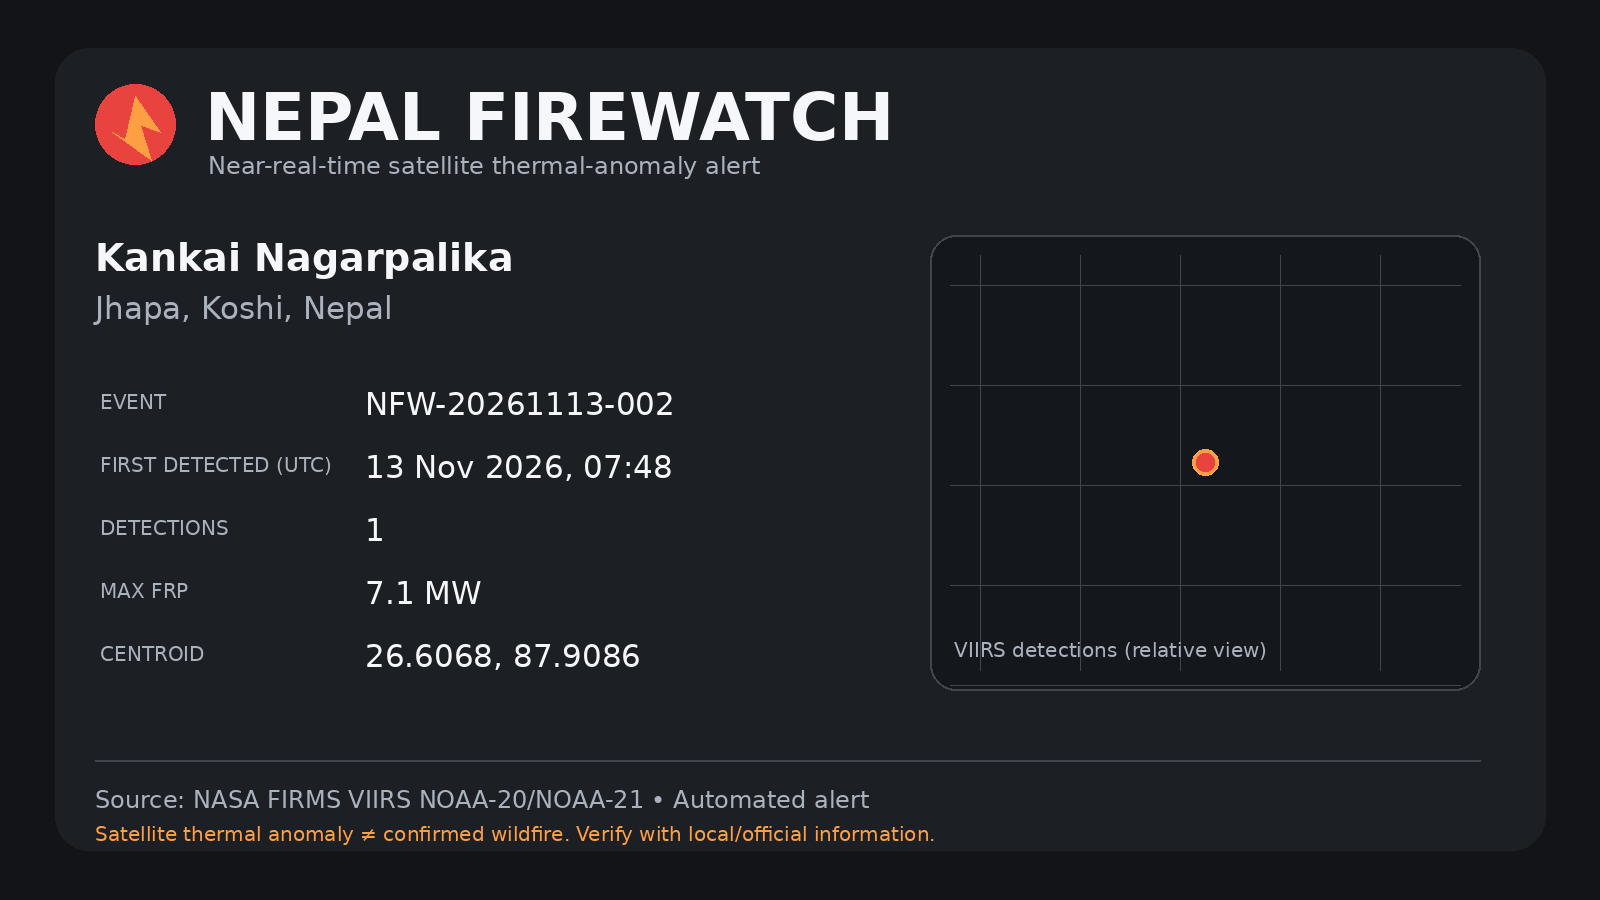 NEPAL FIREWATCH
Near-real-time satellite thermal-anomaly alert
Kankai Nagarpalika
Jhapa, Koshi, Nepal
EVENT NFW-20261113-002
FIRST DETECTED (UTC) 13 Nov 2026, 07:48
DETECTIONS 1
MAX FRP 7.1 MW
CENTROID 26.6068, 87.9086
VIIRS detections (relative view)
Source: NASA FIRMS VIIRS NOAA-20/NOAA-21 • Automated alert
Satellite thermal anomaly ≠ confirmed wildfire. Verify with local/official information.